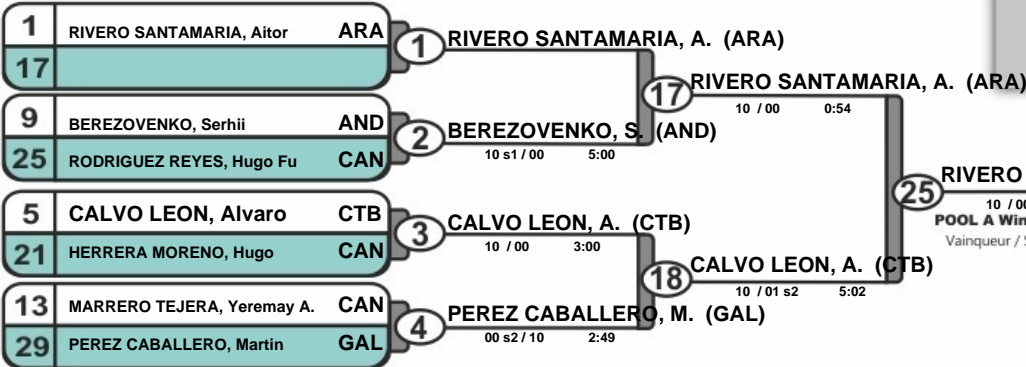 1 RIVERO SANTAMARIA, Aitor ARA
17
9 BEREZOVENKO, Serhii AND
25 RODRIGUEZ REYES, Hugo Fu CAN
5 CALVO LEON, Alvaro CTB
21 HERRERA MORENO, Hugo CAN
13 MARRERO TEJERA, Yeremay A. CAN
29 PEREZ CABALLERO, Martin GAL
1 RIVERO SANTAMARIA, A. (ARA)
2 BEREZOVENKO, S. (AND)
10 s1 / 00 5:00
3 CALVO LEON, A. (CTB)
10 / 00 3:00
4 PEREZ CABALLERO, M. (GAL)
00 s2 / 10 2:49
17 RIVERO SANTAMARIA, A. (ARA)
10 / 00 0:54
18 CALVO LEON, A. (CTB)
10 / 01 s2 5:02
25 RIVERO
10 / 00
POOL A Win
Vainqueur /